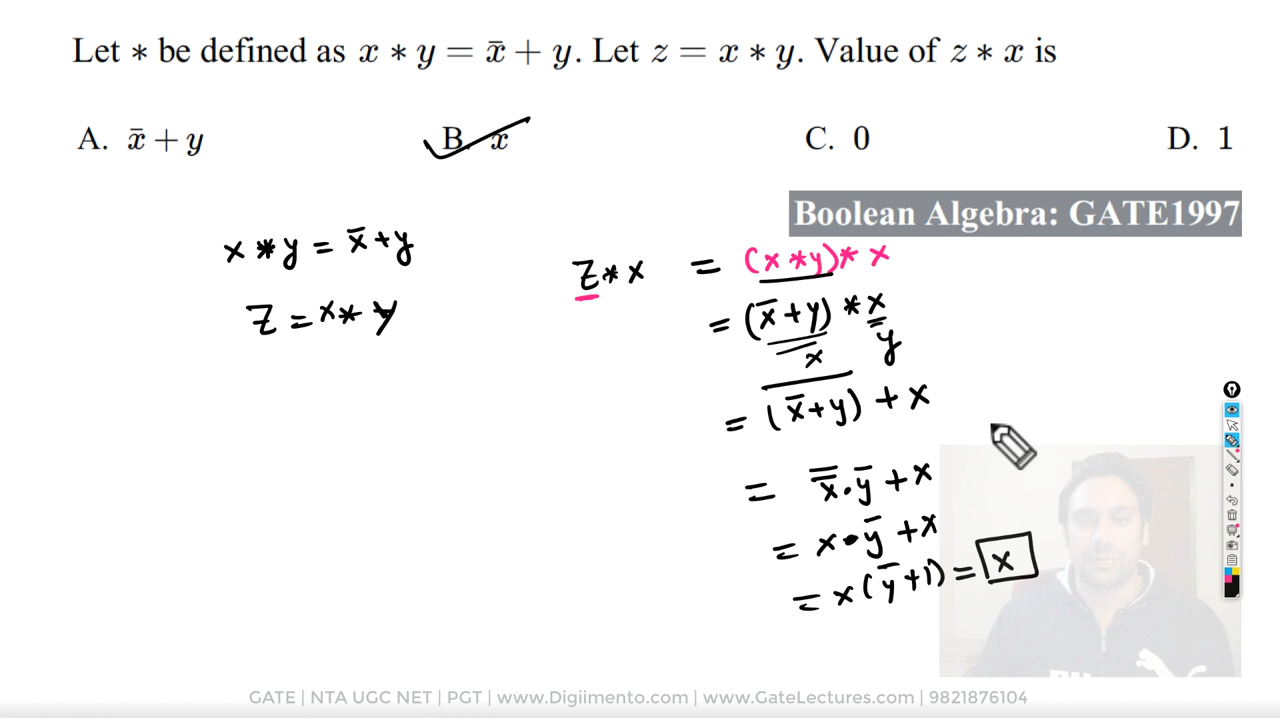 Let ∗ be defined as x ∗ y = x̄ + y. Let z = x ∗ y. Value of z ∗ x is
A. x̄ + y B. x C. 0 D. 1
Boolean Algebra: GATE1997
x * y = x̄ + y
Z = x * y
Z * x = (x * y) * x
= (x̄ + y) * x
x y
= \overline{(x̄ + y)} + x
= x̿ . ȳ + x
= x • ȳ + x
= x (ȳ + 1) = x
GATE | NTA UGC NET | PGT | www.Digiimento.com | www.GateLectures.com | 9821876104